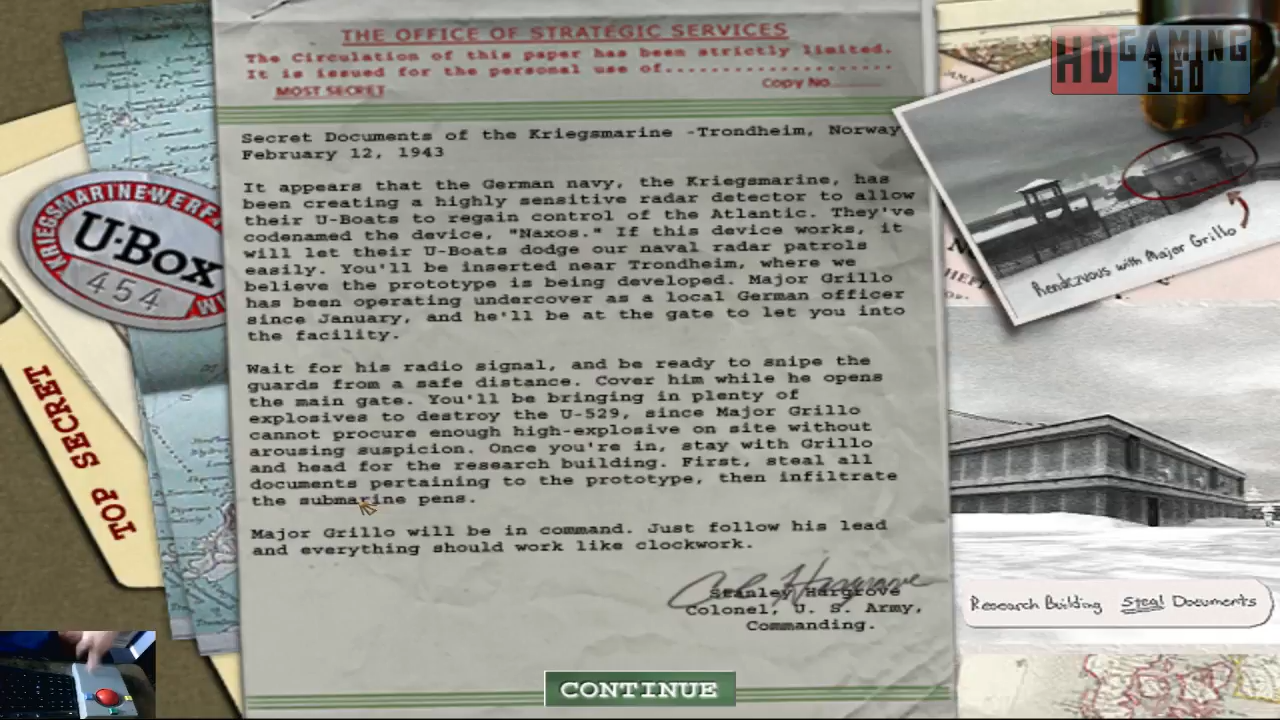 THE OFFICE OF STRATEGIC SERVICES
The Circulation of this paper has been strictly limited.
It is issued for the personal use of....................
MOST SECRET
Copy No.
Secret Documents of the Kriegsmarine -Trondheim, Norway
February 12, 1943
It appears that the German navy, the Kriegsmarine, has
been creating a highly sensitive radar detector to allow
their U-Boats to regain control of the Atlantic. They've
codenamed the device, "Naxos." If this device works, it
will let their U-Boats dodge our naval radar patrols
easily. You'll be inserted near Trondheim, where we
believe the prototype is being developed. Major Grillo
has been operating undercover as a local German officer
since January, and he'll be at the gate to let you into
the facility.
Wait for his radio signal, and be ready to snipe the
guards from a safe distance. Cover him while he opens
the main gate. You'll be bringing in plenty of
explosives to destroy the U-529, since Major Grillo
cannot procure enough high-explosive on site without
arousing suspicion. Once you're in, stay with Grillo
and head for the research building. First, steal all
documents pertaining to the prototype, then infiltrate
the submarine pens.
Major Grillo will be in command. Just follow his lead
and everything should work like clockwork.
Stanley Hargrove
Colonel, U. S. Army,
Commanding.
CONTINUE
KRIEGSMARINEWERF
U-BOX
454
TOP SECRET
HDGAMING
360
Rendezvous with Major Grillo
Research Building Steal Documents